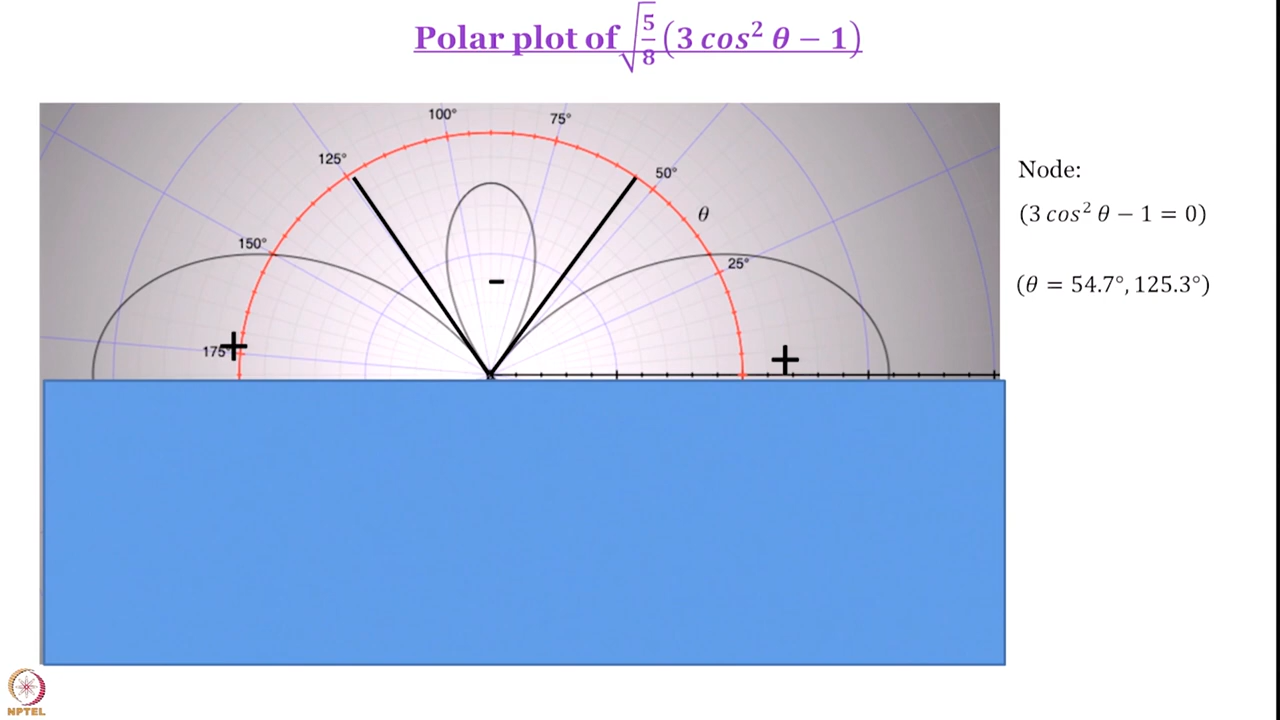 Polar plot of √(5/8) (3 cos² θ − 1)
100°
75°
125°
50°
θ
150°
25°
−
175°
+
+
Node:
(3 cos² θ − 1 = 0)
(θ = 54.7°, 125.3°)
NPTEL